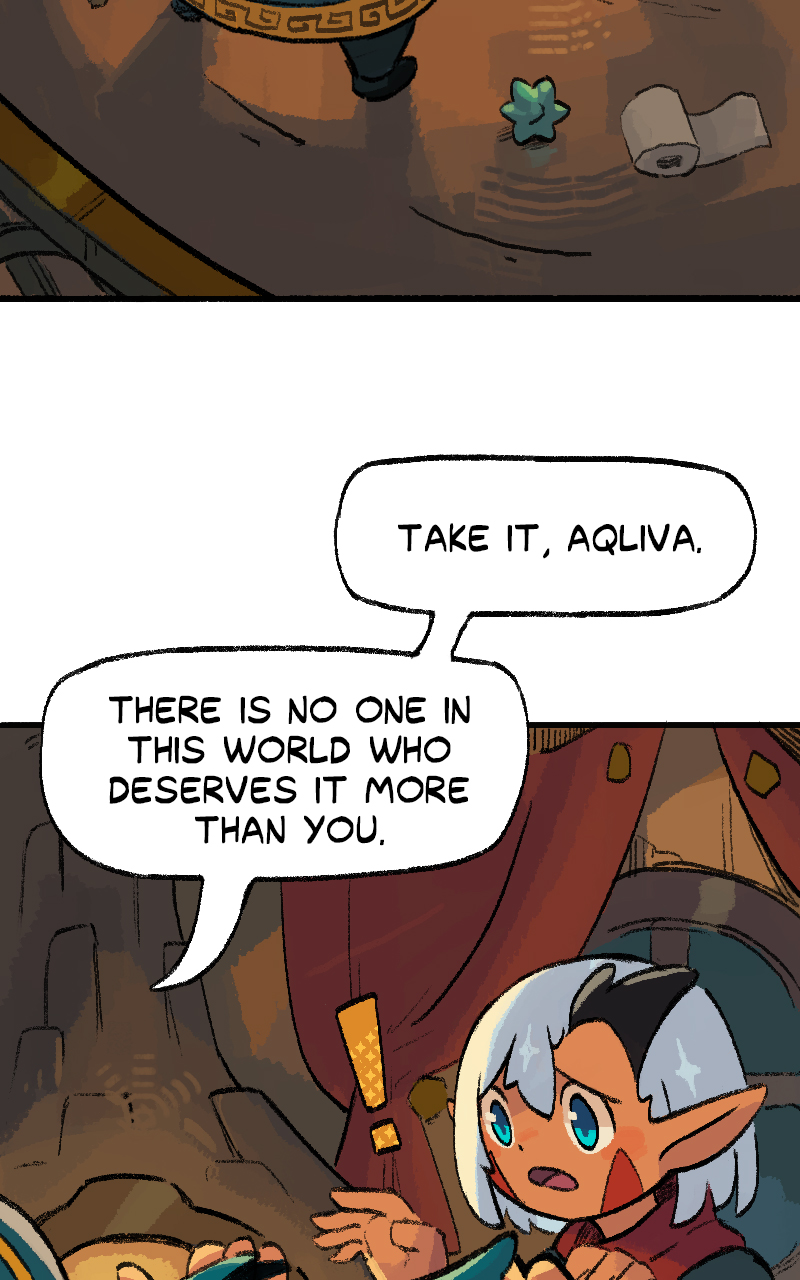 TAKE IT, AQLIVA.
THERE IS NO ONE IN
THIS WORLD WHO
DESERVES IT MORE
THAN YOU.
!